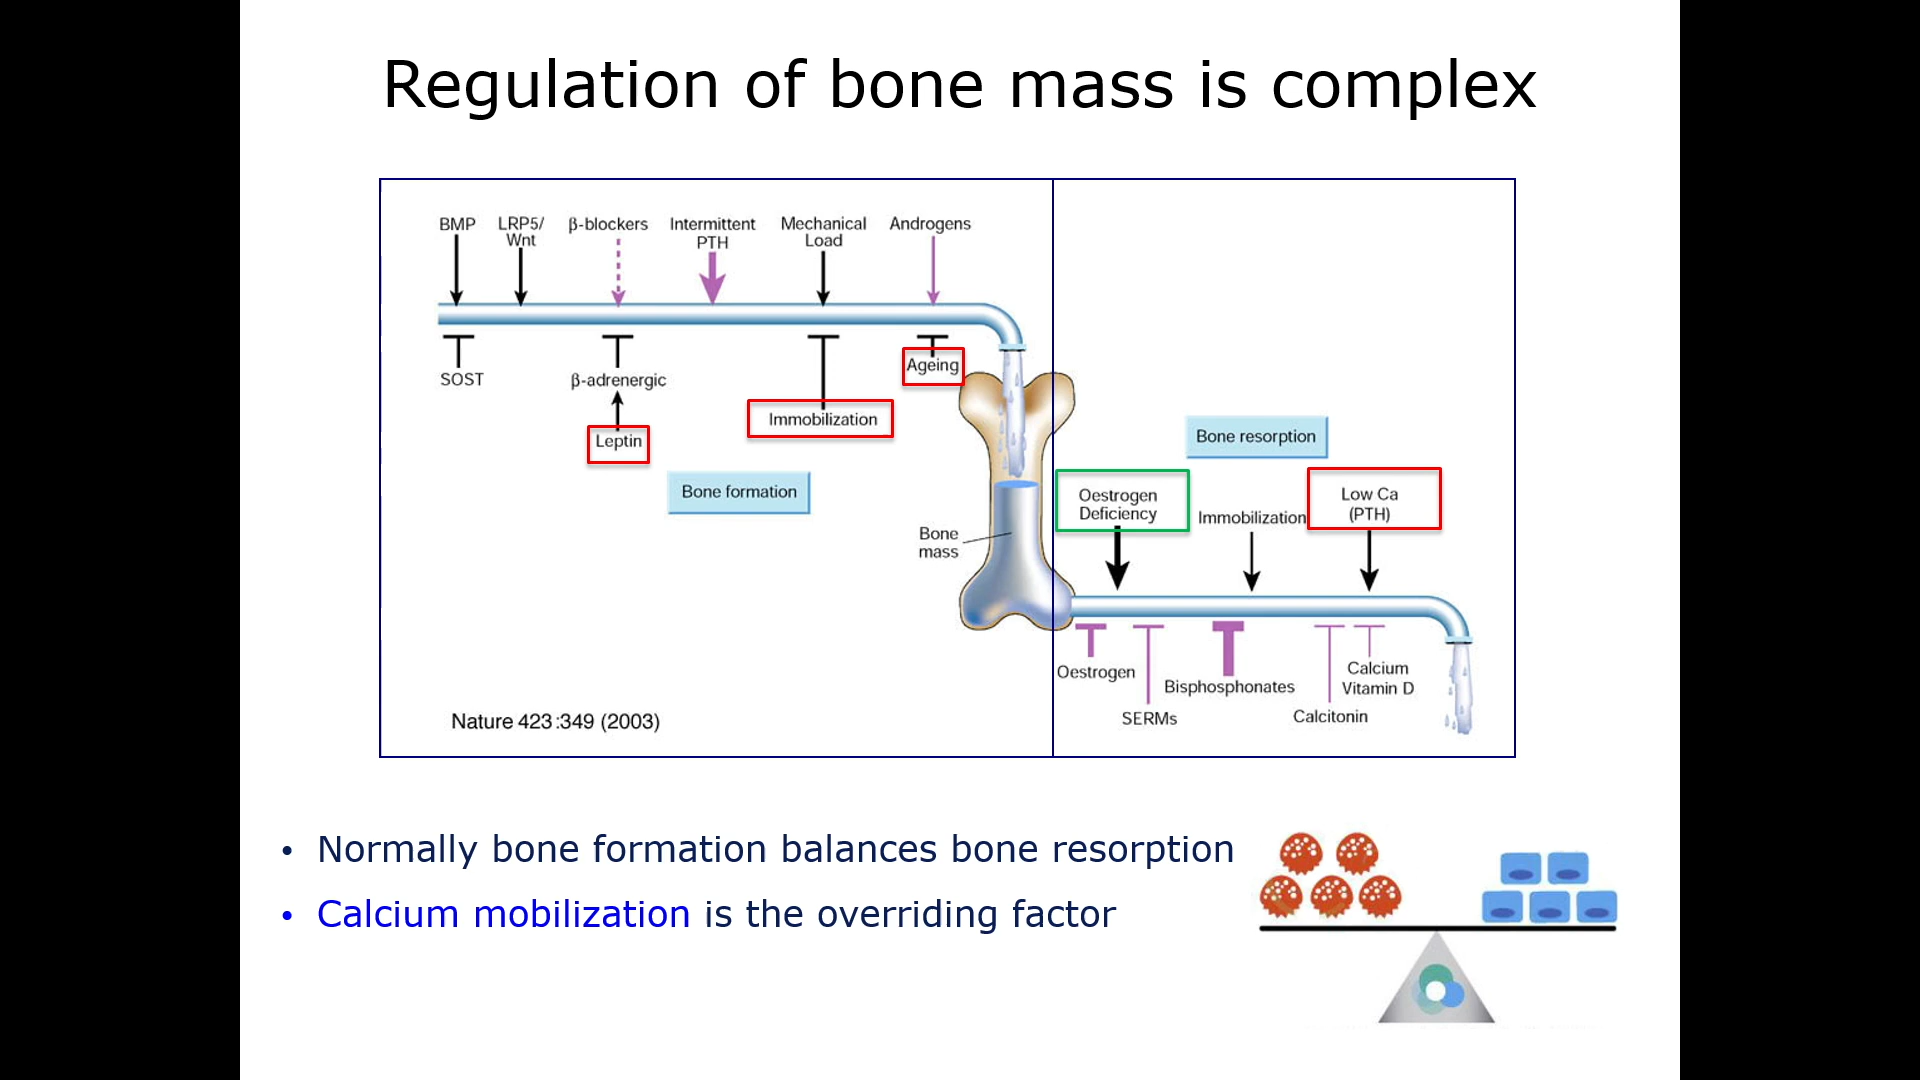 Regulation of bone mass is complex
BMP
LRP5/
Wnt
β-blockers
Intermittent
PTH
Mechanical
Load
Androgens
SOST
β-adrenergic
Leptin
Immobilization
Ageing
Bone formation
Bone
mass
Nature 423:349 (2003)
Bone resorption
Oestrogen
Deficiency
Immobilization
Low Ca
(PTH)
Oestrogen
SERMs
Bisphosphonates
Calcitonin
Calcium
Vitamin D
• Normally bone formation balances bone resorption
• Calcium mobilization is the overriding factor